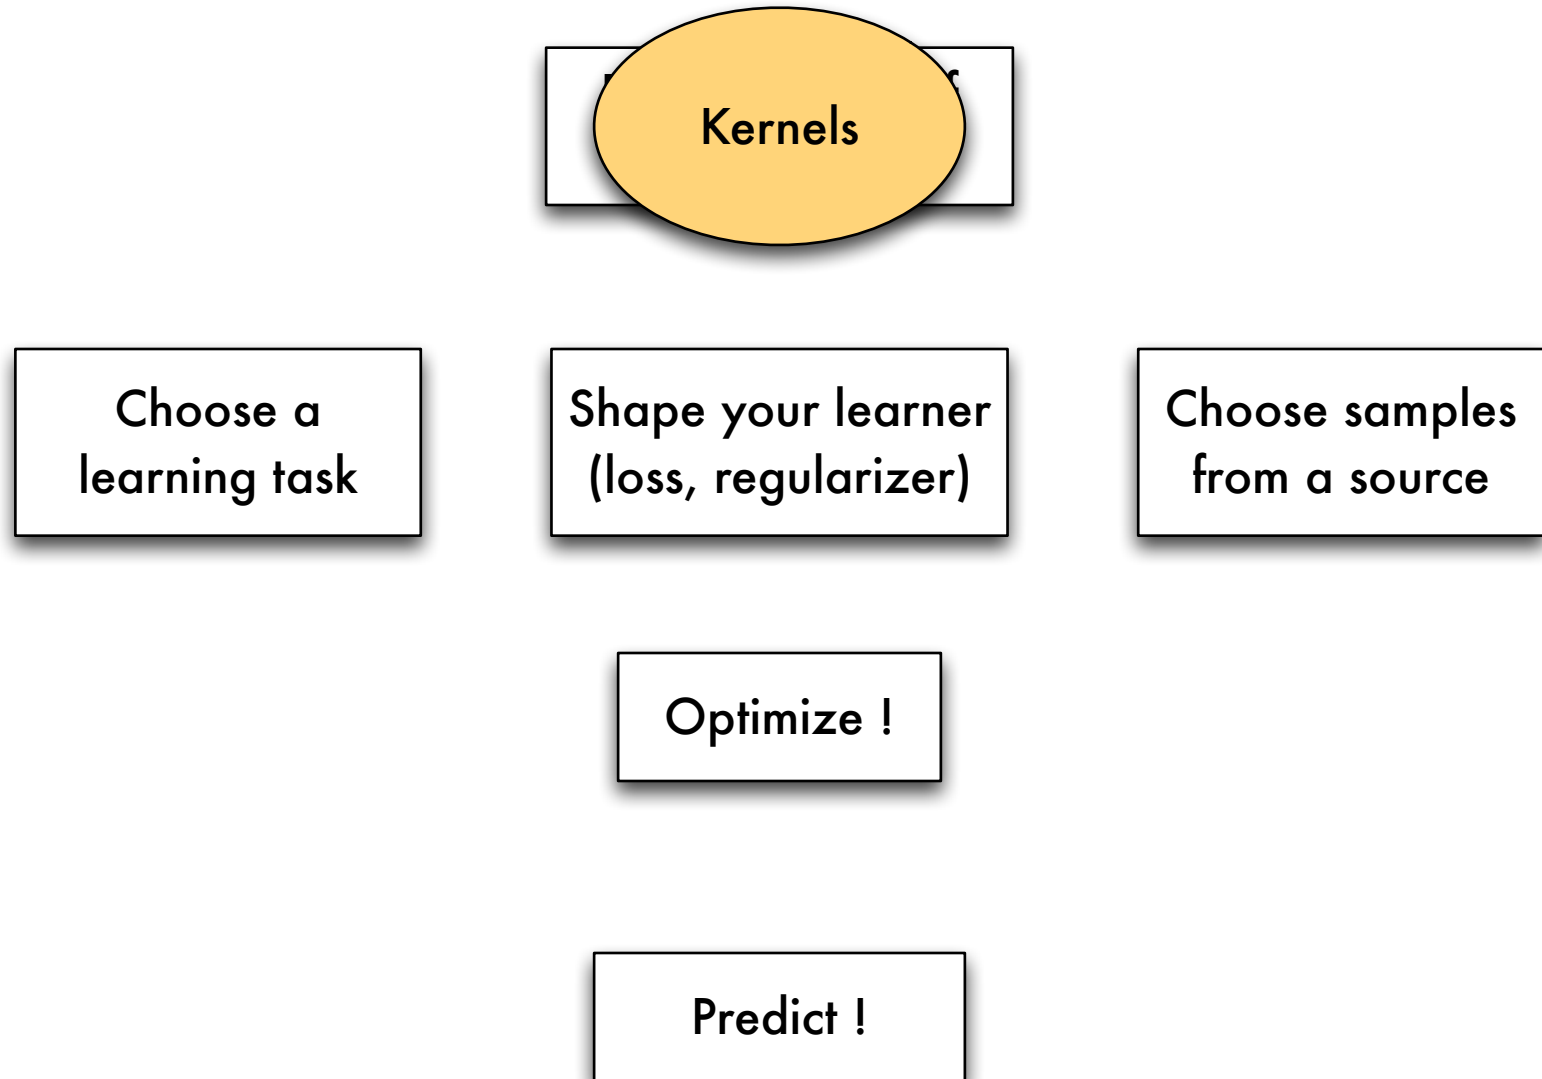 Kernels
Choose a
learning task
Shape your learner
(loss, regularizer)
Choose samples
from a source
Optimize !
Predict !